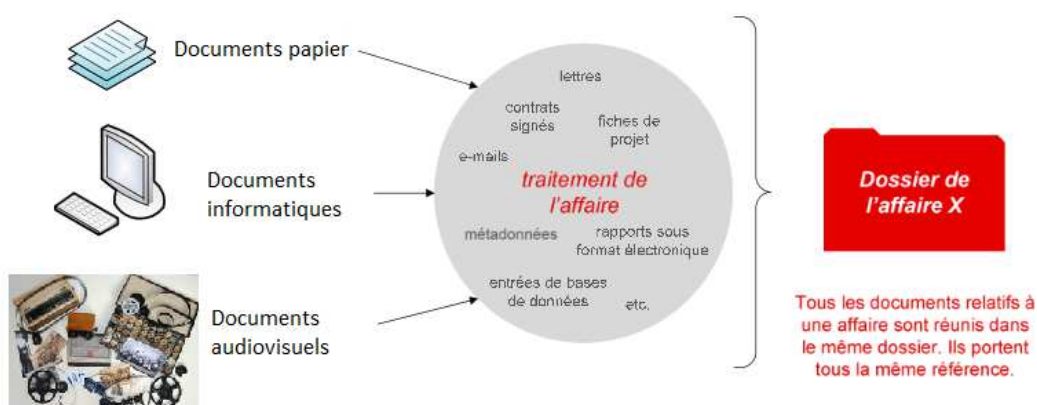 Documents papier
Documents
informatiques
Documents
audiovisuels
lettres
contrats
signés
fiches de
projet
e-mails
traitement de
l'affaire
métadonnées
rapports sous
format électronique
entrées de bases
de données
etc.
Dossier de
l'affaire X
Tous les documents relatifs à
une affaire sont réunis dans
le même dossier. Ils portent
tous la même référence.